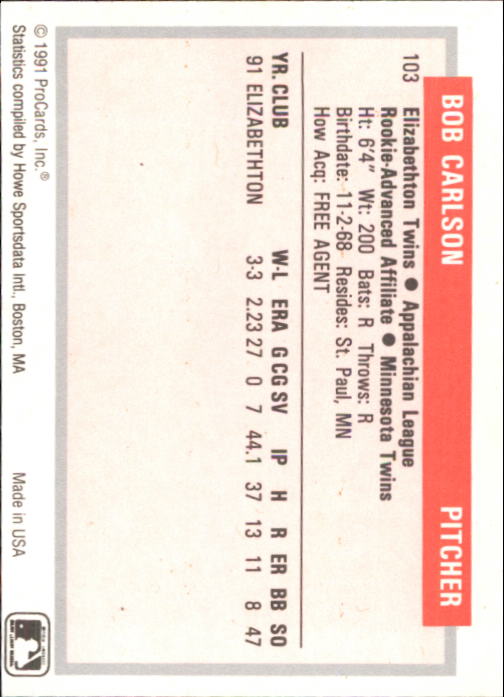 BOB CARLSON PITCHER
103 Elizabethton Twins ● Appalachian League
Rookie-Advanced Affiliate ● Minnesota Twins
Ht: 6'4" Wt: 200 Bats: R Throws: R
Birthdate: 11-2-68 Resides: St. Paul, MN
How Acq: FREE AGENT
YR. CLUB W-L ERA G CG SV IP H R ER BB SO
91 ELIZABETHTON 3-3 2.23 27 0 7 44.1 37 13 11 8 47
© 1991 ProCards, Inc.® Made in USA
Statistics compiled by Howe Sportsdata Intl., Boston, MA